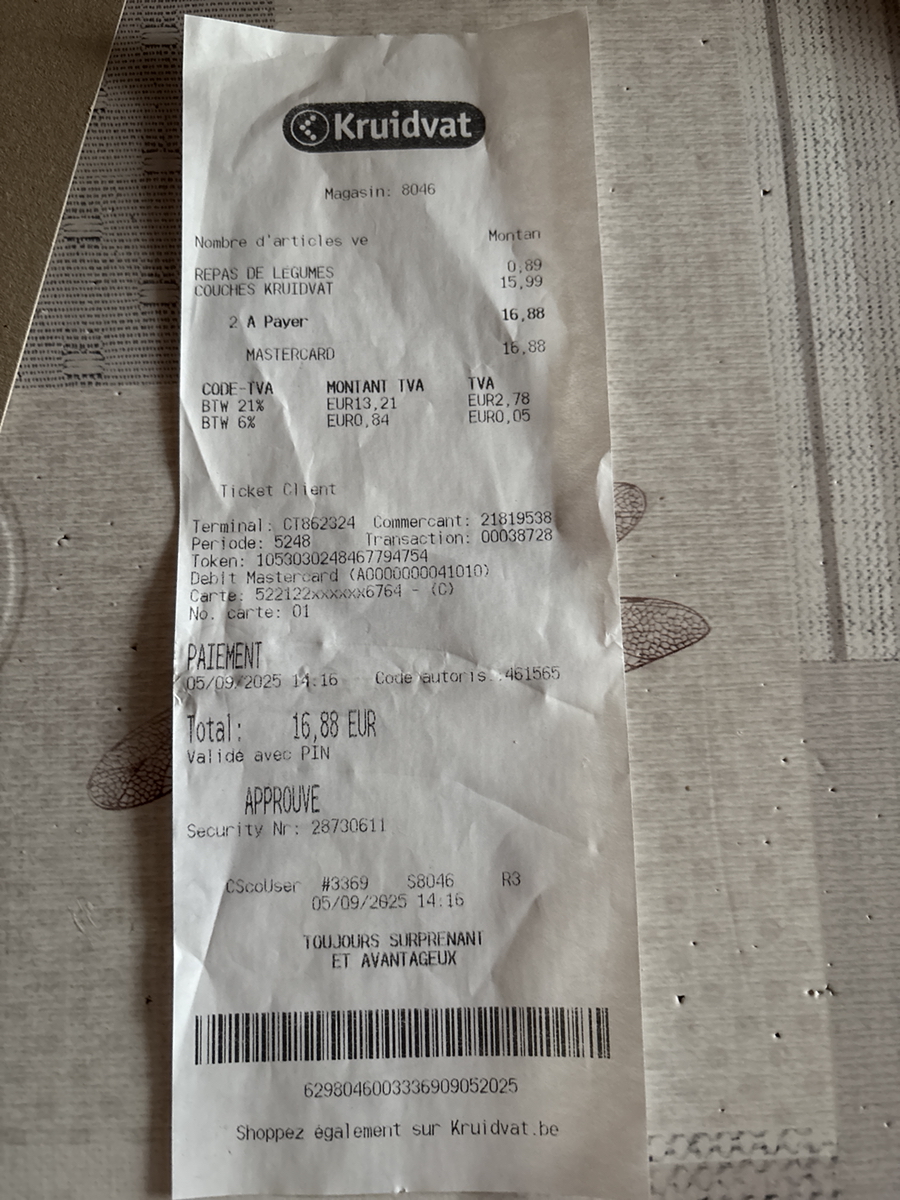 Kruidvat
Magasin: 8046
Nombre d'articles ve Montan
REPAS DE LEGUMES 0,89
COUCHES KRUIDVAT 15,99
2 A Payer 16,88
MASTERCARD 16,88
CODE-TVA MONTANT TVA TVA
BTW 21% EUR13,21 EUR2,78
BTW 6% EUR0,84 EUR0,05
Ticket Client
Terminal: CT862324 Commercant: 21819538
Periode: 5248 Transaction: 00038728
Token: 1053030248467794754
Debit Mastercard (A0000000041010)
Carte: 522122xxxxxx6764 - (C)
No. carte: 01
PAIEMENT
05/09/2025 14:16 Code autoris.:461565
Total: 16,88 EUR
Validé avec PIN
APPROUVE
Security Nr: 28730611
CScoUser #3369 S8046 R3
05/09/2025 14:16
TOUJOURS SURPRENANT
ET AVANTAGEUX
6298046003336909052025
Shoppez également sur Kruidvat.be